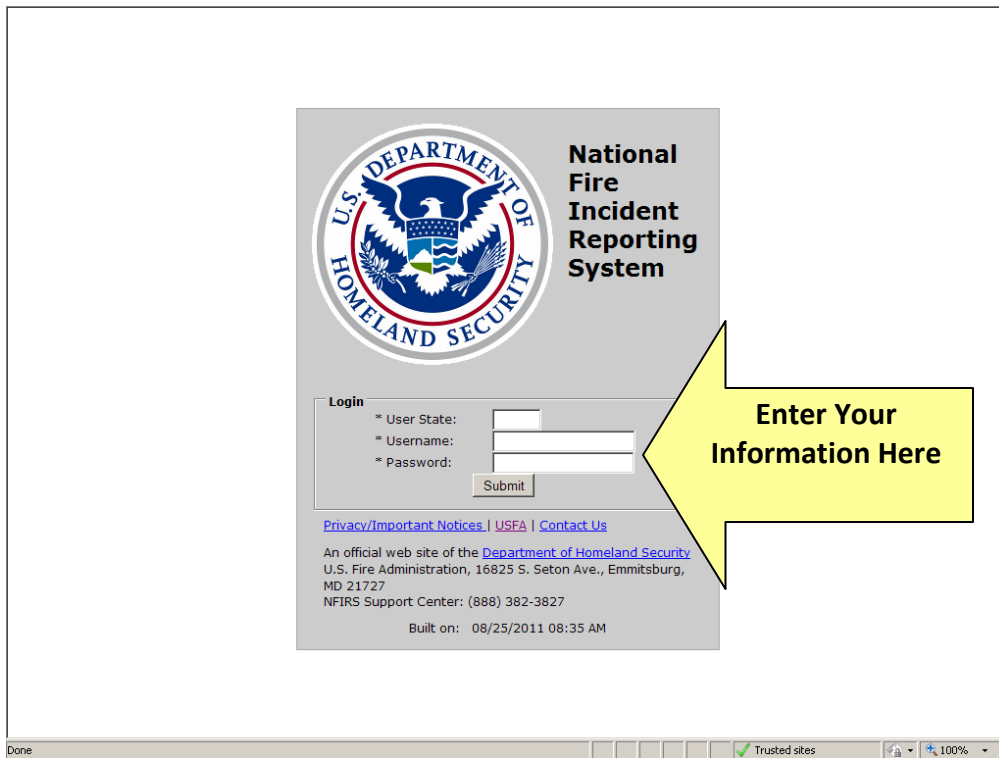 U.S. DEPARTMENT OF
HOMELAND SECURITY
National
Fire
Incident
Reporting
System
Login
* User State:
* Username:
* Password:
Submit
Enter Your
Information Here
Privacy/Important Notices | USFA | Contact Us
An official web site of the Department of Homeland Security
U.S. Fire Administration, 16825 S. Seton Ave., Emmitsburg,
MD 21727
NFIRS Support Center: (888) 382-3827
Built on: 08/25/2011 08:35 AM
Done
Trusted sites
100%